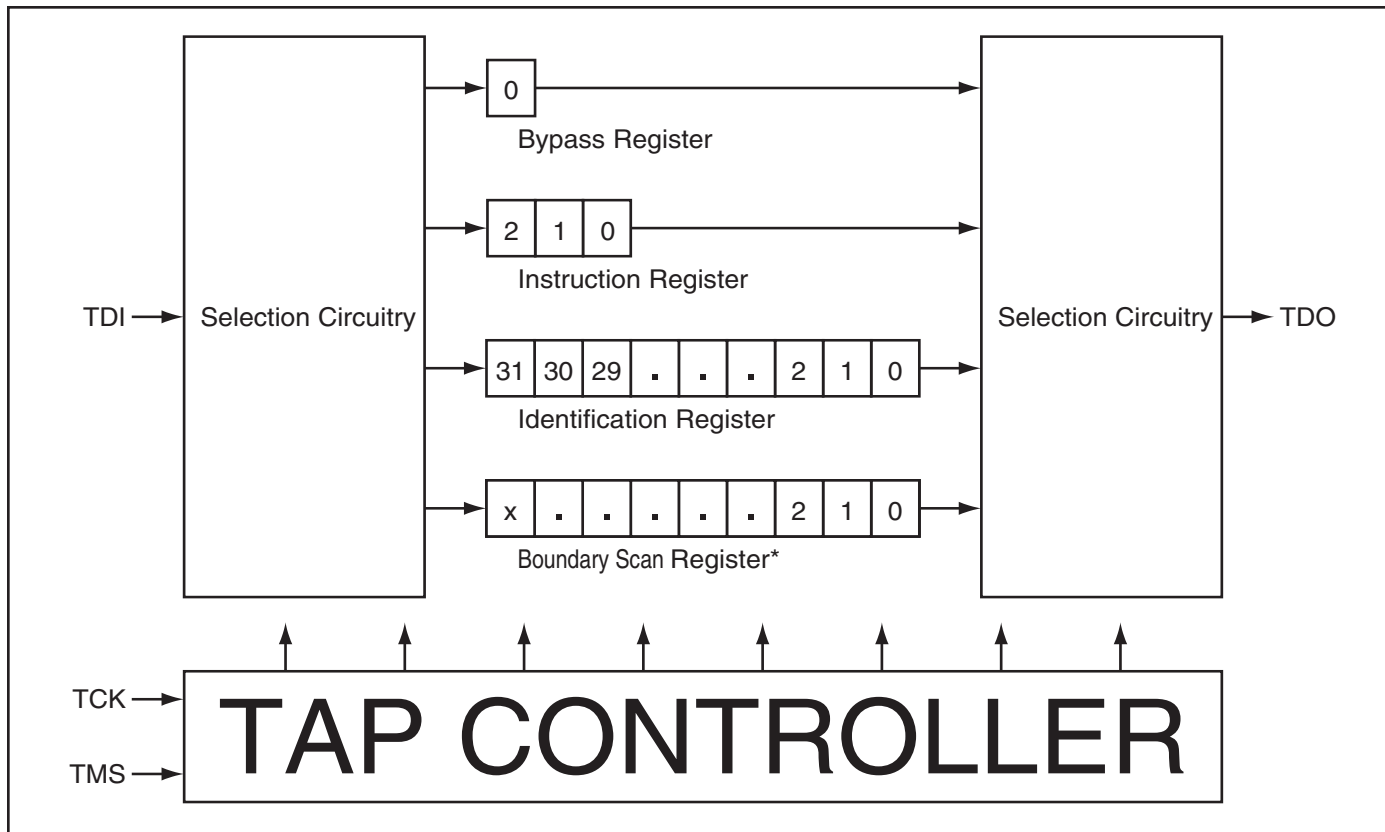 0
Bypass Register
2 1 0
Instruction Register
TDI Selection Circuitry Selection Circuitry TDO
31 30 29 . . . 2 1 0
Identification Register
x . . . . . 2 1 0
Boundary Scan Register*
TCK
TMS
TAP CONTROLLER